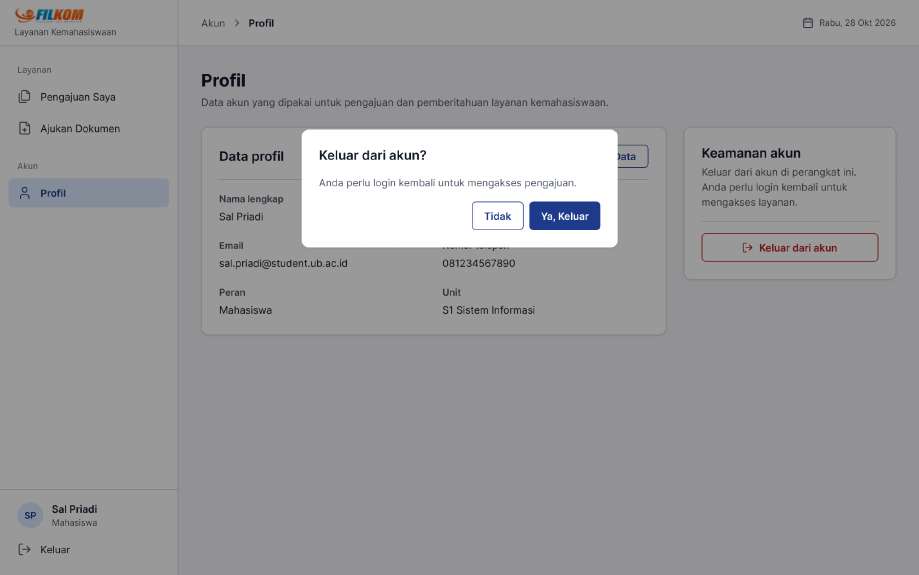 FILKOM
Layanan Kemahasiswaan
Akun > Profil
Rabu, 28 Okt 2026
Layanan
Pengajuan Saya
Ajukan Dokumen
Akun
Profil
Profil
Data akun yang dipakai untuk pengajuan dan pemberitahuan layanan kemahasiswaan.
Data profil
Data
Nama lengkap
Sal Priadi
Email
sal.priadi@student.ub.ac.id
081234567890
Peran
Mahasiswa
Unit
S1 Sistem Informasi
Keluar dari akun?
Anda perlu login kembali untuk mengakses pengajuan.
Tidak
Ya, Keluar
Keamanan akun
Keluar dari akun di perangkat ini.
Anda perlu login kembali untuk
mengakses layanan.
Keluar dari akun
SP
Sal Priadi
Mahasiswa
Keluar